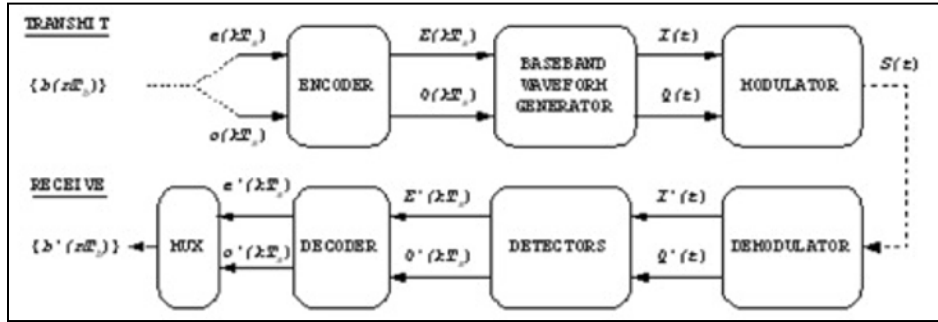 TRANSMIT
{b(nT_b)}
e(kT_s)
o(kT_s)
ENCODER
E(kT_s)
O(kT_s)
BASEBAND
WAVEFORM
GENERATOR
I(t)
Q(t)
MODULATOR
S(t)
RECEIVE
{b'(nT_b)}
MUX
e'(kT_s)
o'(kT_s)
DECODER
E'(kT_s)
O'(kT_s)
DETECTORS
I'(t)
Q'(t)
DEMODULATOR